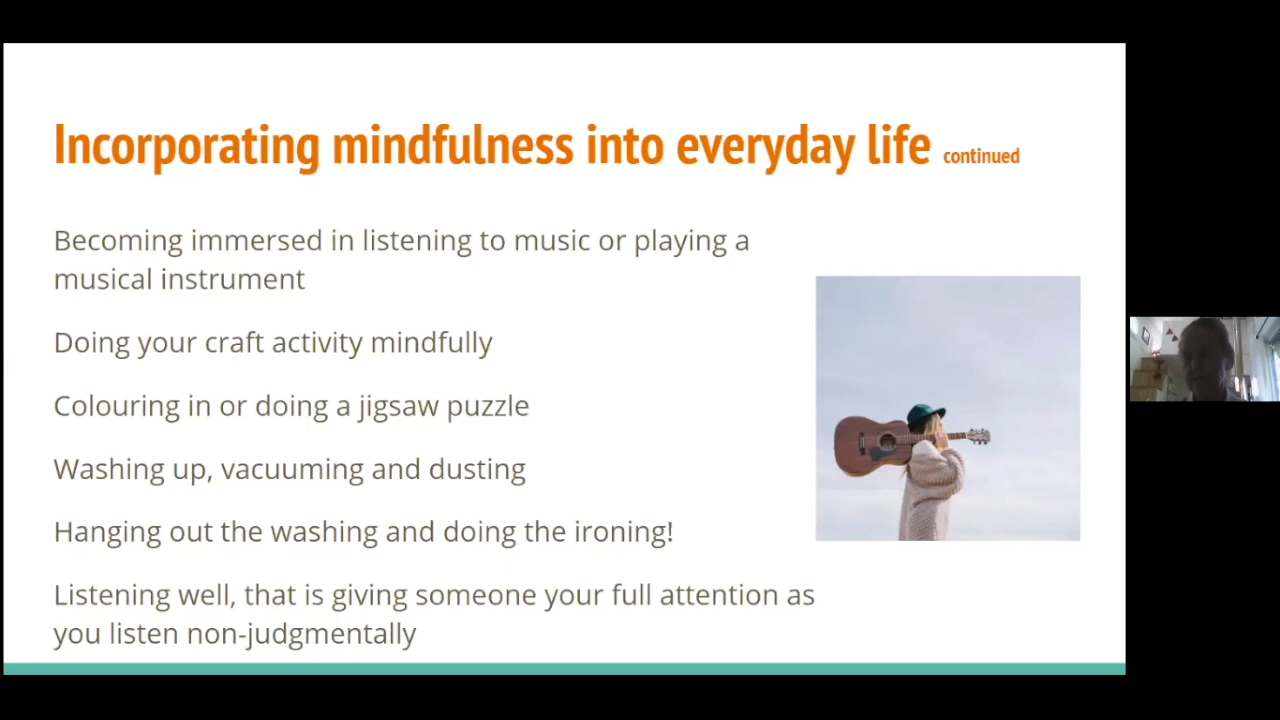 Incorporating mindfulness into everyday life continued
Becoming immersed in listening to music or playing a
musical instrument
Doing your craft activity mindfully
Colouring in or doing a jigsaw puzzle
Washing up, vacuuming and dusting
Hanging out the washing and doing the ironing!
Listening well, that is giving someone your full attention as
you listen non-judgmentally